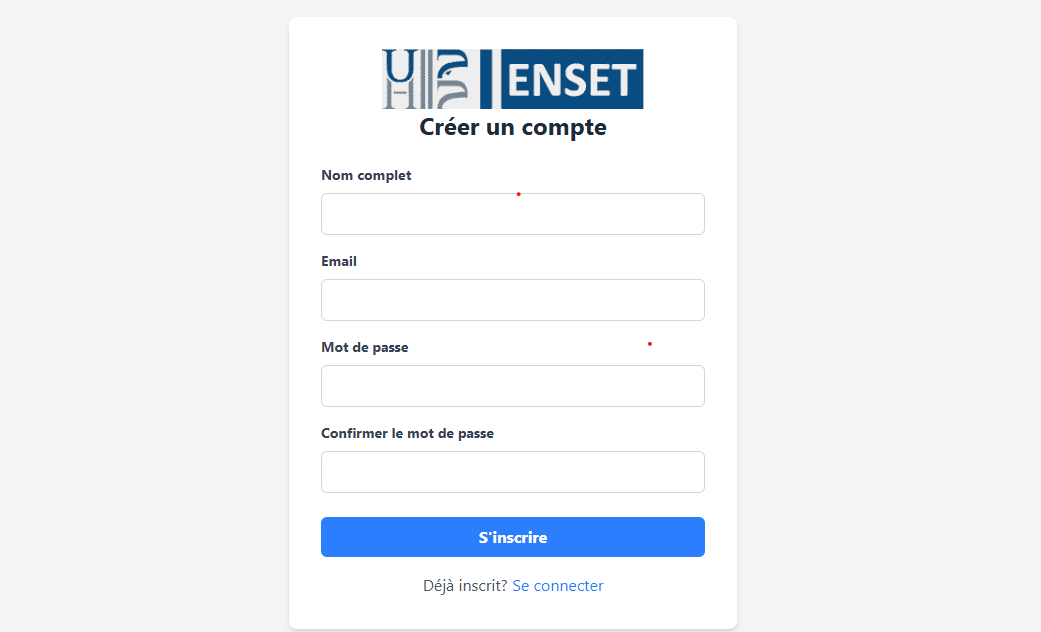 UH2 ENSET
Créer un compte
Nom complet
Email
Mot de passe
Confirmer le mot de passe
S'inscrire
Déjà inscrit? Se connecter